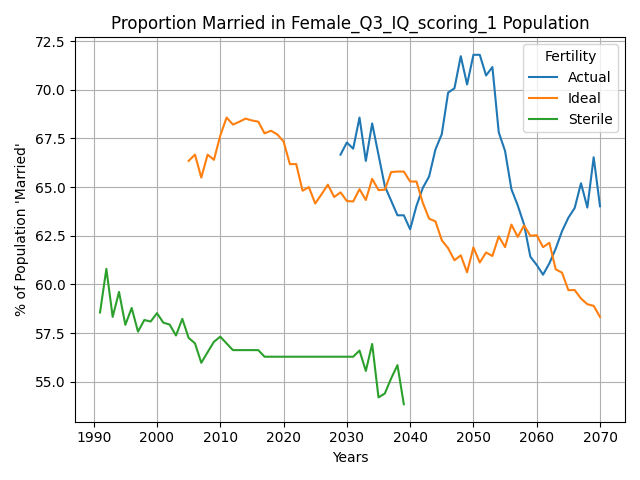 Proportion Married in Female_Q3_IQ_scoring_1 Population
Fertility
Actual
Ideal
Sterile
% of Population 'Married'
72.5
70.0
67.5
65.0
62.5
60.0
57.5
55.0
1990 2000 2010 2020 2030 2040 2050 2060 2070
Years